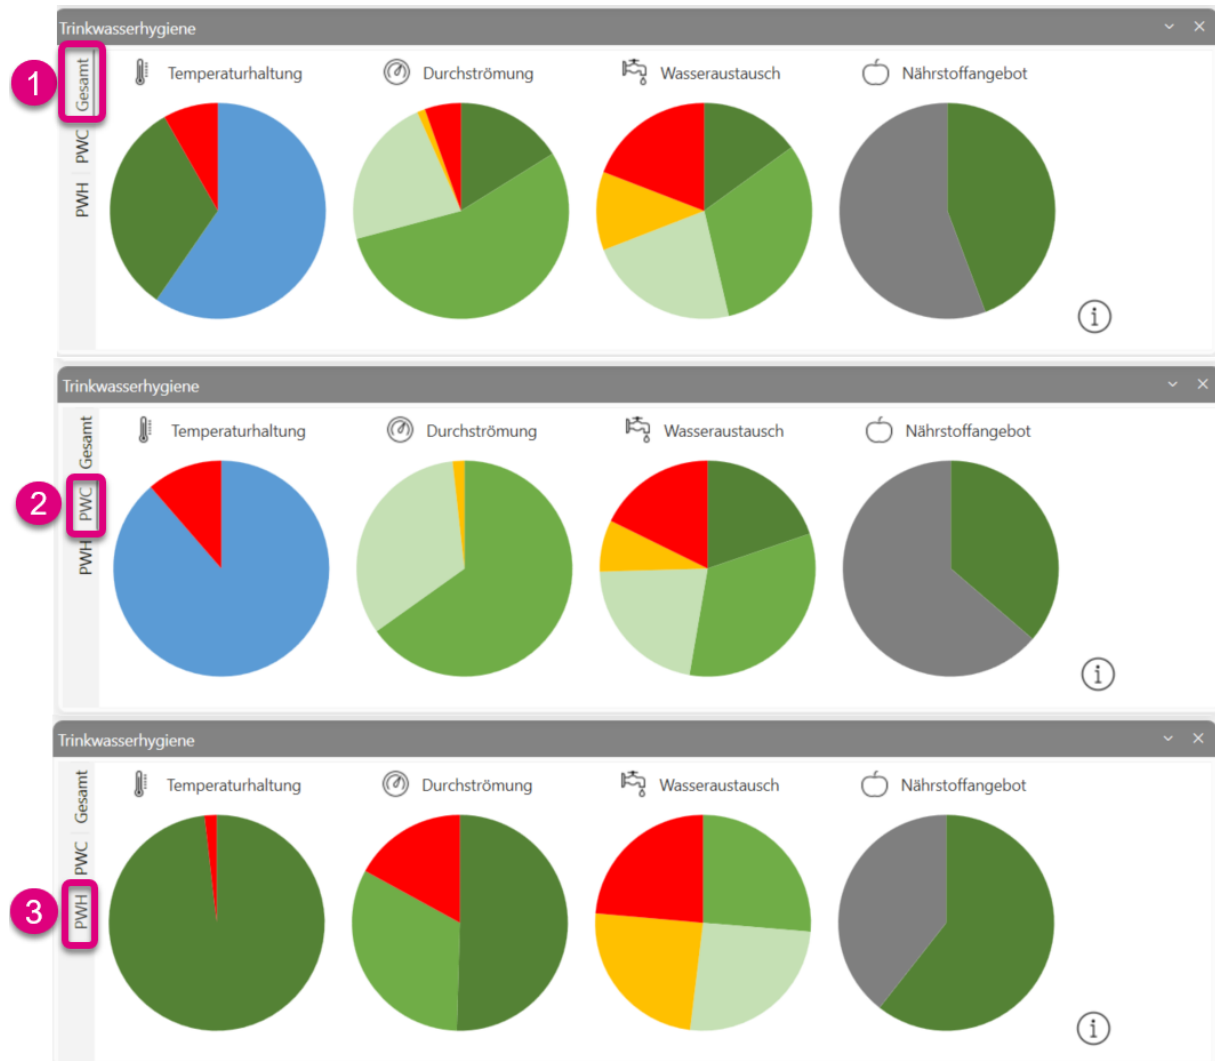 Trinkwasserhygiene
1
Gesamt
PWC
PWH
Temperaturhaltung
Durchströmung
Wasseraustausch
Nährstoffangebot
i
Trinkwasserhygiene
Gesamt
2
PWC
PWH
Temperaturhaltung
Durchströmung
Wasseraustausch
Nährstoffangebot
i
Trinkwasserhygiene
Gesamt
PWC
3
PWH
Temperaturhaltung
Durchströmung
Wasseraustausch
Nährstoffangebot
i